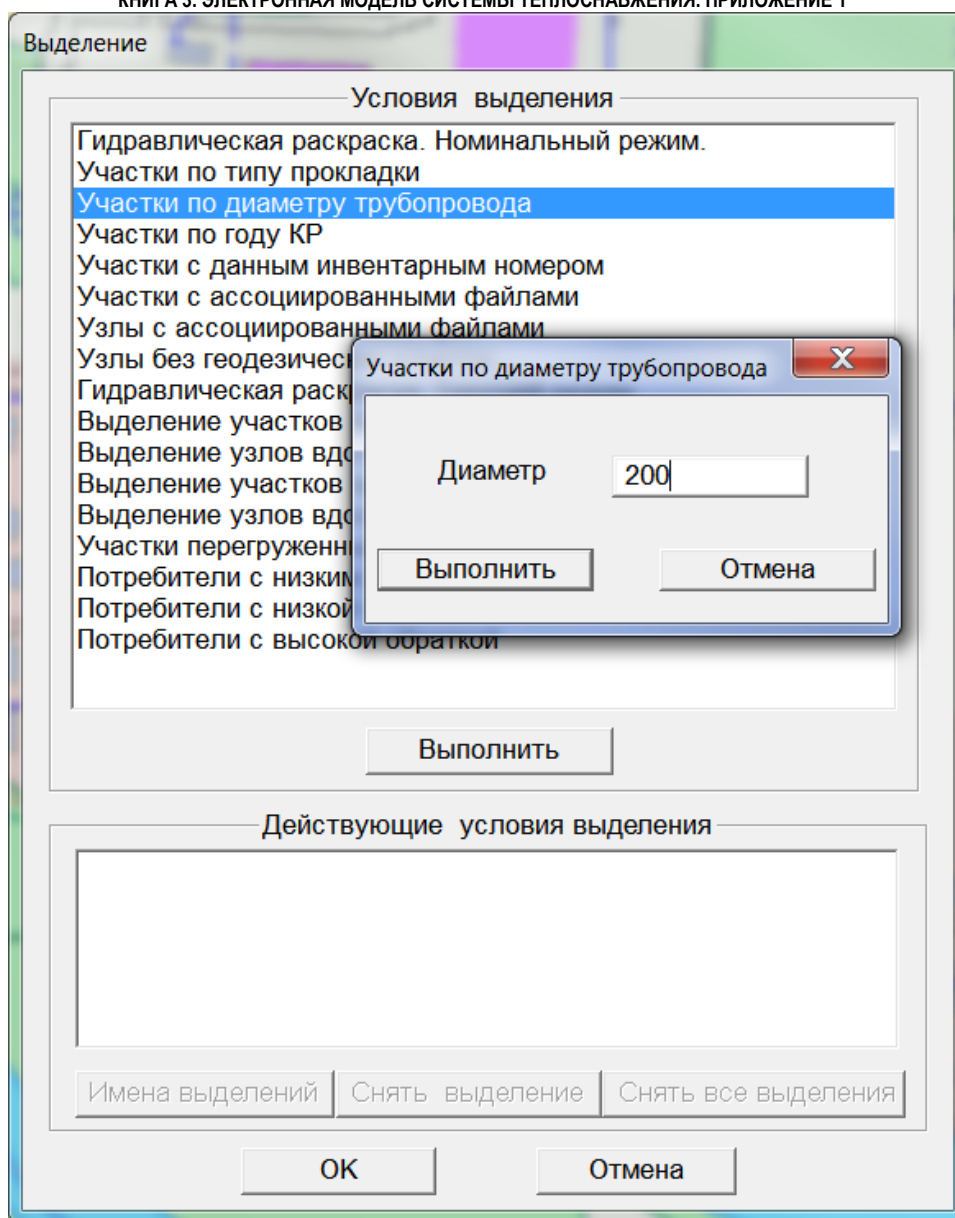 КНИГА 3. ЭЛЕКТРОННАЯ МОДЕЛЬ СИСТЕМЫ ТЕПЛОСНАБЖЕНИЯ. ПРИЛОЖЕНИЕ 1
Выделение
Условия выделения
Гидравлическая раскраска. Номинальный режим.
Участки по типу прокладки
Участки по диаметру трубопровода
Участки по году КР
Участки с данным инвентарным номером
Участки с ассоциированными файлами
Узлы с ассоциированными файлами
Узлы без геодезичес
Гидравлическая раск
Выделение участков
Выделение узлов вдо
Выделение участков
Выделение узлов вдо
Участки перегруженн
Потребители с низким
Потребители с низкой
Потребители с высокой обраткой
Участки по диаметру трубопровода
Диаметр 200
Выполнить Отмена
Выполнить
Действующие условия выделения
Имена выделений Снять выделение Снять все выделения
OK Отмена